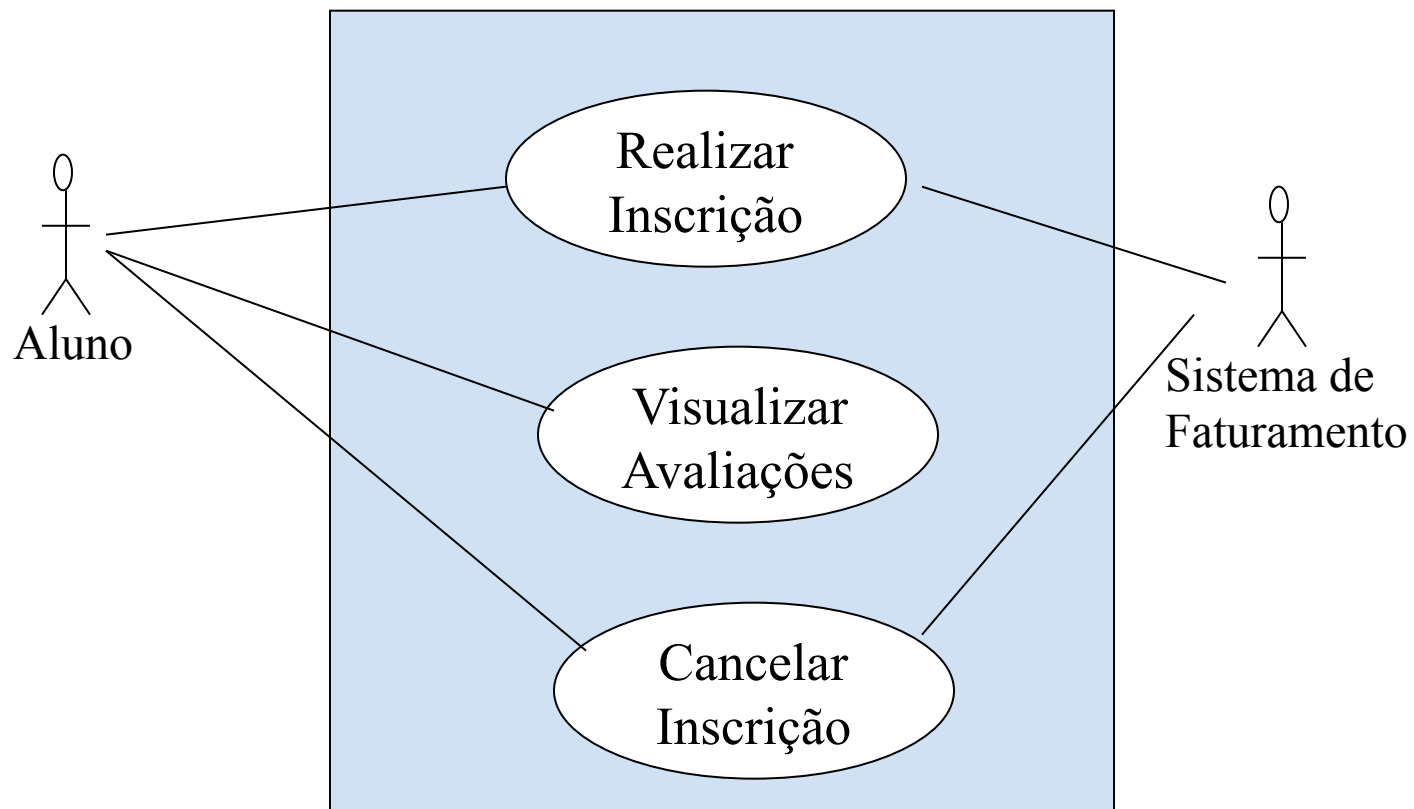 Realizar
Inscrição
Aluno
Visualizar
Avaliações
Sistema de
Faturamento
Cancelar
Inscrição